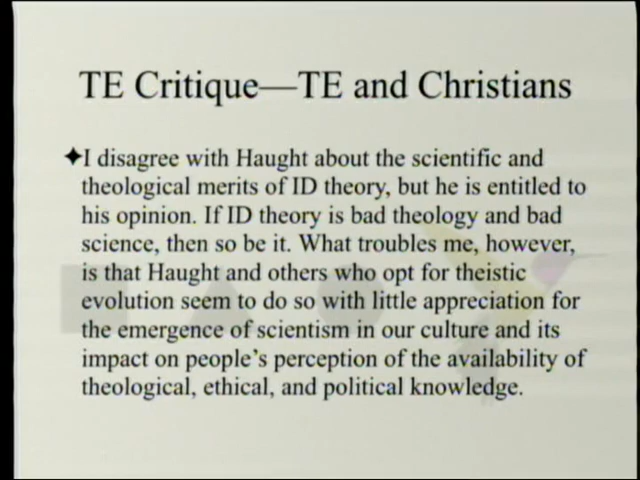 TE Critique—TE and Christians
✦I disagree with Haught about the scientific and
theological merits of ID theory, but he is entitled to
his opinion. If ID theory is bad theology and bad
science, then so be it. What troubles me, however,
is that Haught and others who opt for theistic
evolution seem to do so with little appreciation for
the emergence of scientism in our culture and its
impact on people's perception of the availability of
theological, ethical, and political knowledge.